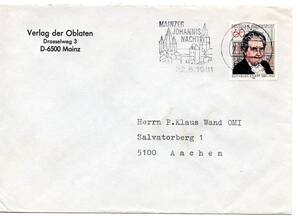 Verlag der Oblaten
Drosselweg 3
D-6500 Mainz
MAINZER
JOHANNIS
NACHT
Herrn P.Klaus Wand OMI
Salvatorberg 1
5100 Aachen